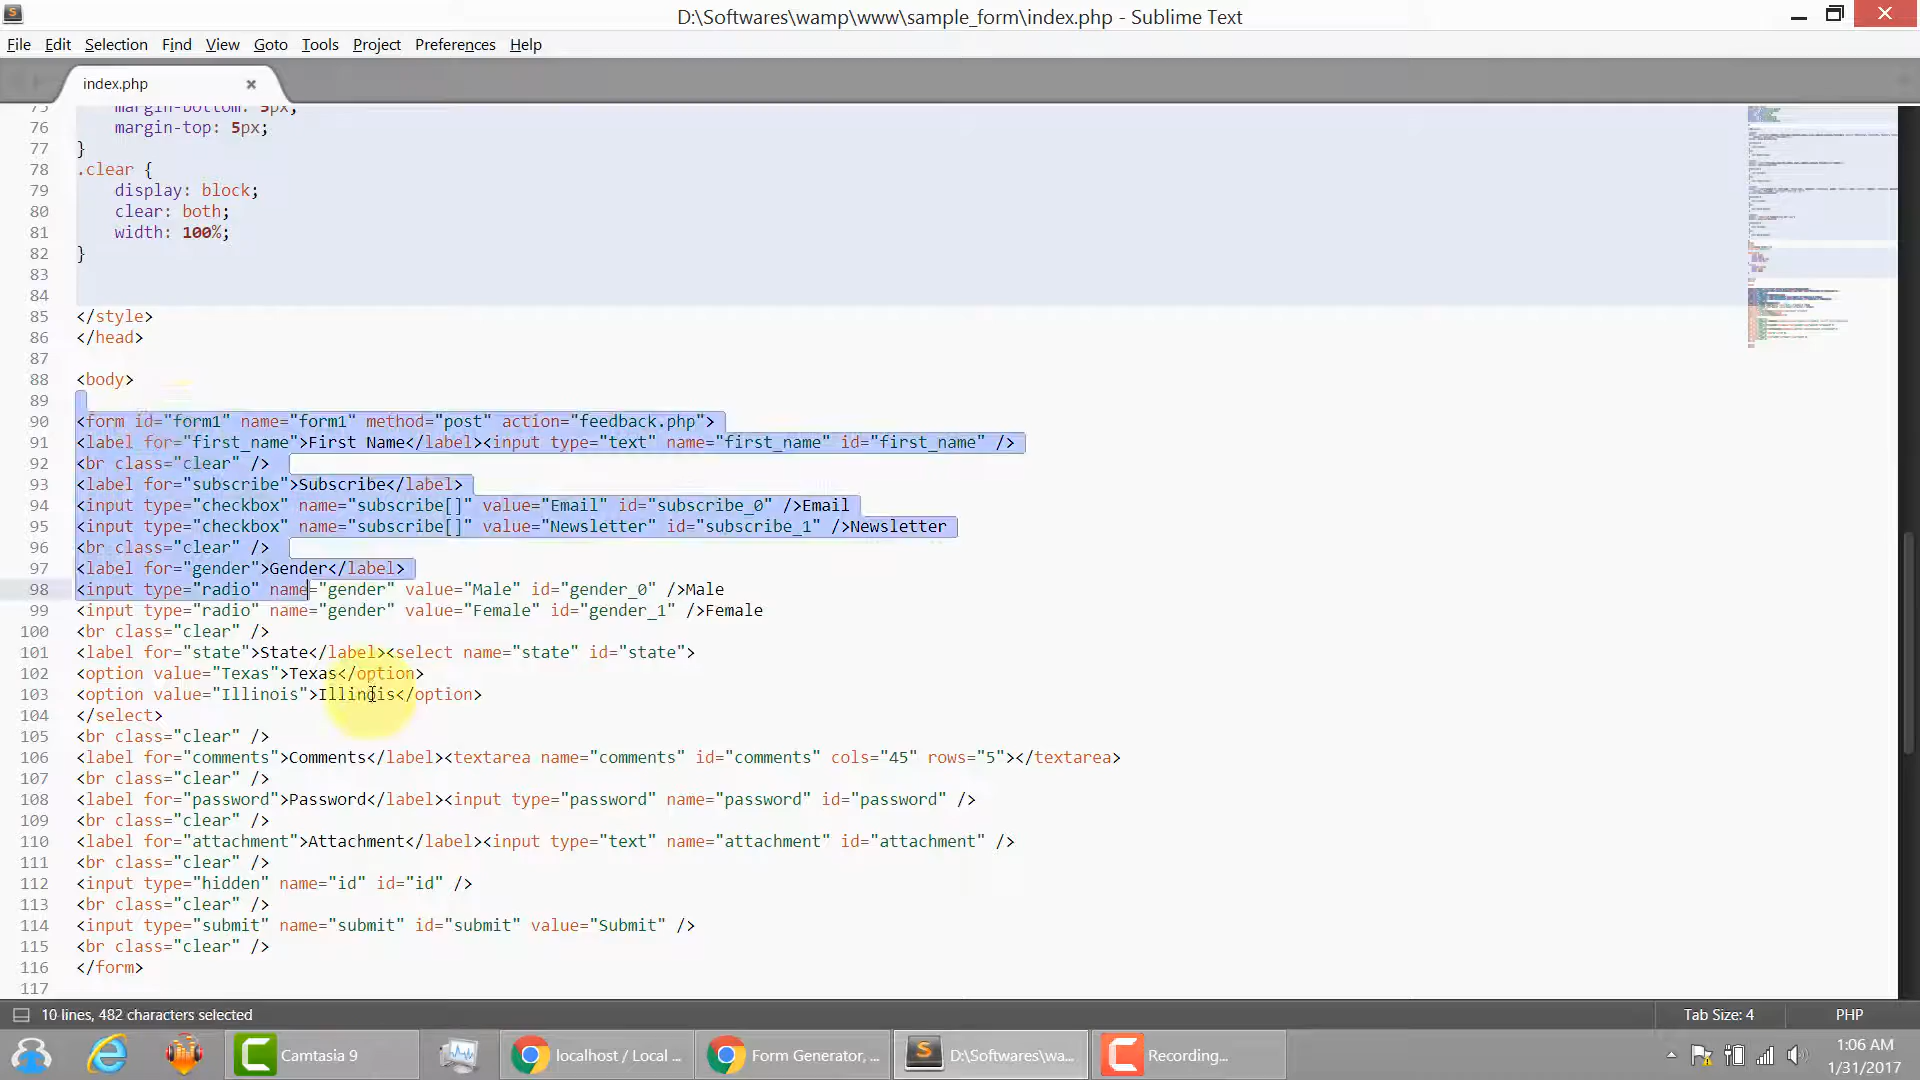 D:\Softwares\wamp\www\sample_form\index.php - Sublime Text
File Edit Selection Find View Goto Tools Project Preferences Help
index.php ×
75 margin-bottom: 5px;
76 margin-top: 5px;
77 }
78 .clear {
79 display: block;
80 clear: both;
81 width: 100%;
82 }
83
84
85 </style>
86 </head>
87
88 <body>
89
90 <form id="form1" name="form1" method="post" action="feedback.php">
91 <label for="first_name">First Name</label><input type="text" name="first_name" id="first_name" />
92 <br class="clear" />
93 <label for="subscribe">Subscribe</label>
94 <input type="checkbox" name="subscribe[]" value="Email" id="subscribe_0" />Email
95 <input type="checkbox" name="subscribe[]" value="Newsletter" id="subscribe_1" />Newsletter
96 <br class="clear" />
97 <label for="gender">Gender</label>
98 <input type="radio" name="gender" value="Male" id="gender_0" />Male
99 <input type="radio" name="gender" value="Female" id="gender_1" />Female
100 <br class="clear" />
101 <label for="state">State</label><select name="state" id="state">
102 <option value="Texas">Texas</option>
103 <option value="Illinois">Illinois</option>
104 </select>
105 <br class="clear" />
106 <label for="comments">Comments</label><textarea name="comments" id="comments" cols="45" rows="5"></textarea>
107 <br class="clear" />
108 <label for="password">Password</label><input type="password" name="password" id="password" />
109 <br class="clear" />
110 <label for="attachment">Attachment</label><input type="text" name="attachment" id="attachment" />
111 <br class="clear" />
112 <input type="hidden" name="id" id="id" />
113 <br class="clear" />
114 <input type="submit" name="submit" id="submit" value="Submit" />
115 <br class="clear" />
116 </form>
117
10 lines, 482 characters selected Tab Size: 4 PHP
Camtasia 9 localhost / Local ... Form Generator, ... D:\Softwares\wa... Recording... 1:06 AM
1/31/2017